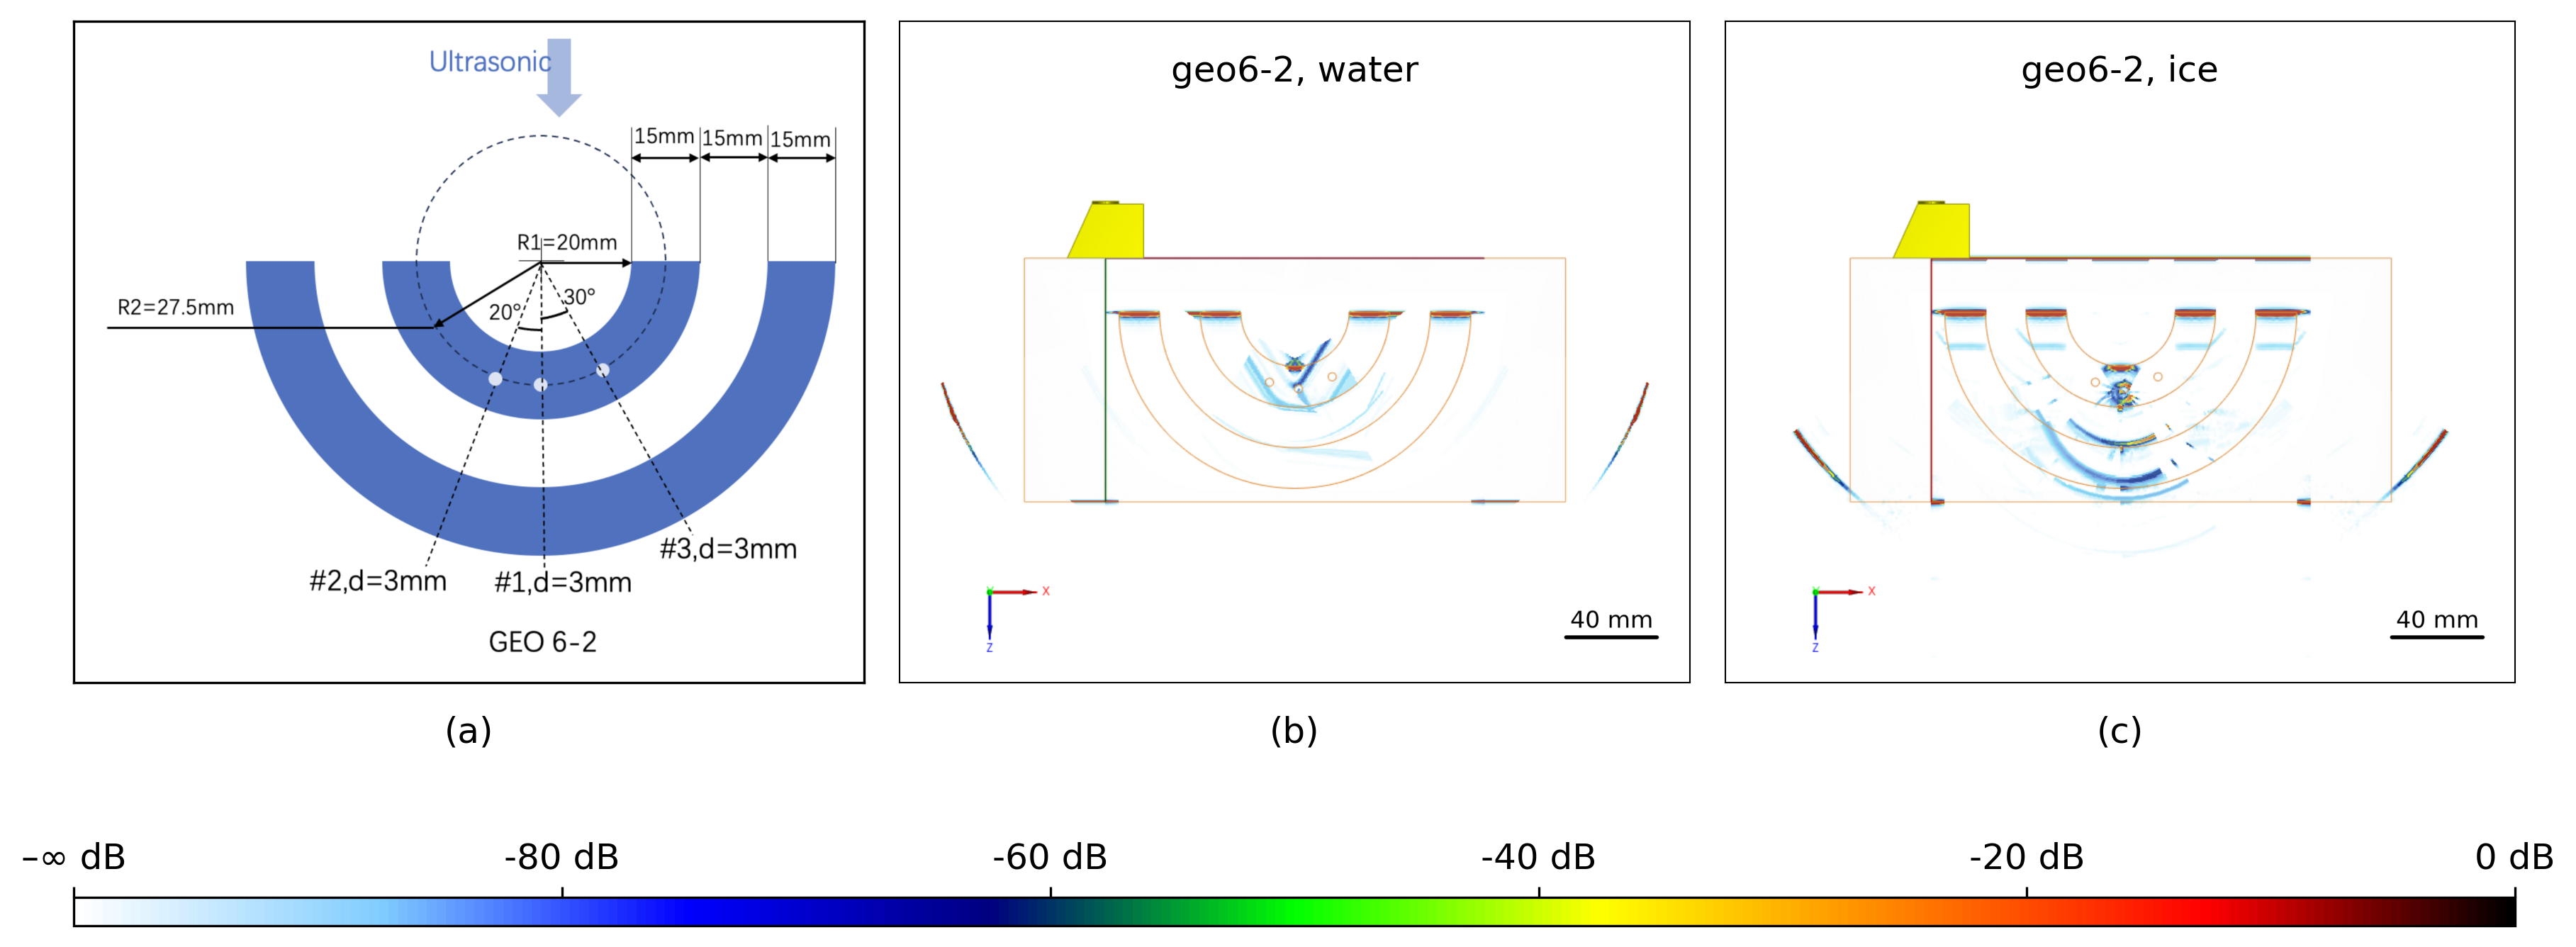 Ultrasonic
15mm 15mm 15mm
R1=20mm
R2=27.5mm
20° 30°
#3,d=3mm
#2,d=3mm #1,d=3mm
GEO 6-2
(a)
geo6-2, water
X
Z
40 mm
(b)
geo6-2, ice
X
Z
40 mm
(c)
–∞ dB -80 dB -60 dB -40 dB -20 dB 0 dB